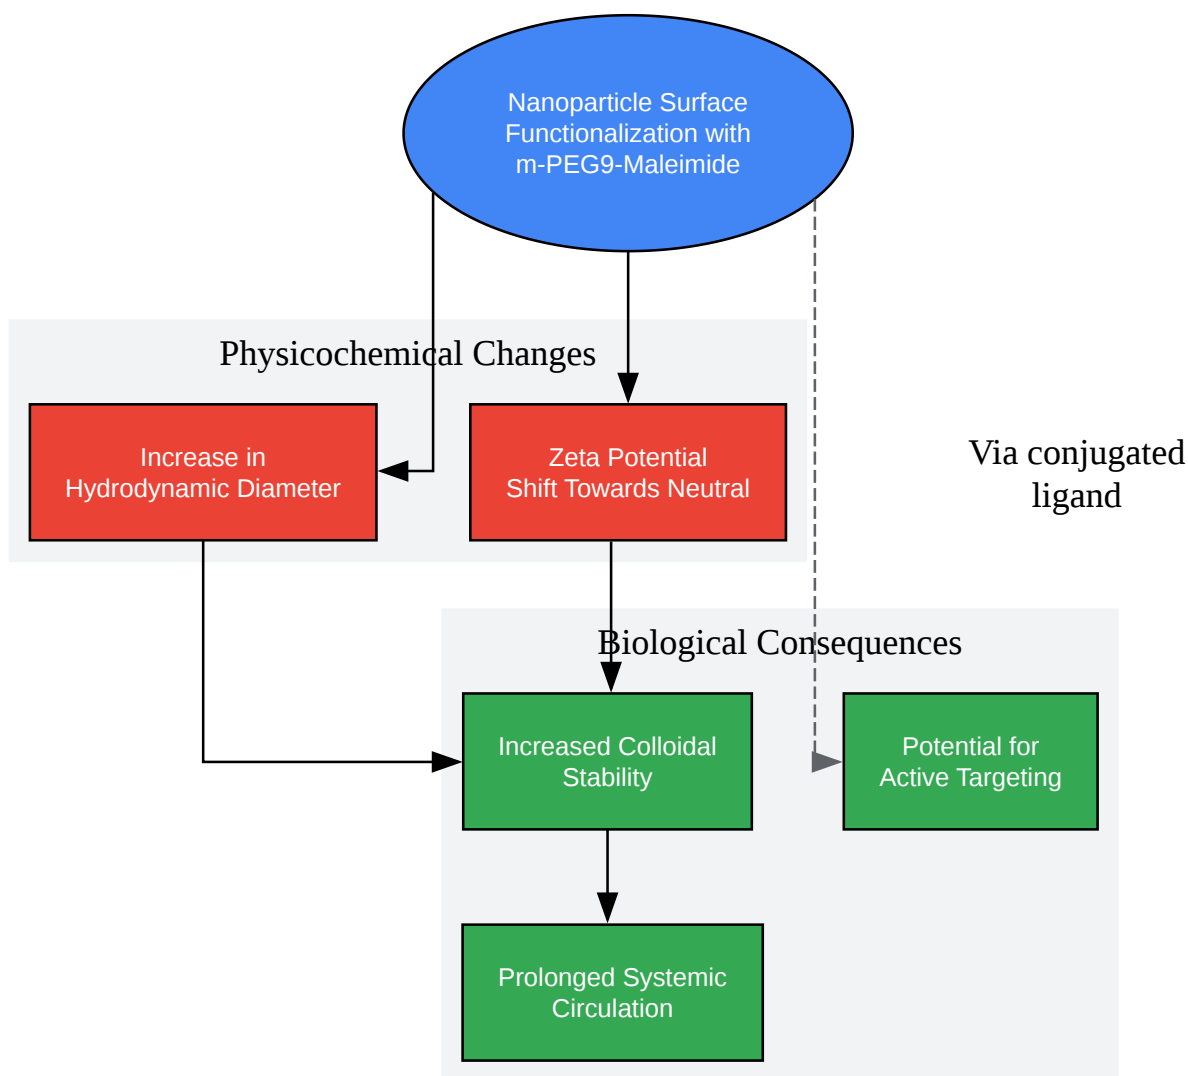 Nanoparticle Surface
Functionalization with
m-PEG9-Maleimide
Physicochemical Changes
Increase in
Hydrodynamic Diameter
Zeta Potential
Shift Towards Neutral
Via conjugated
ligand
Biological Consequences
Increased Colloidal
Stability
Potential for
Active Targeting
Prolonged Systemic
Circulation